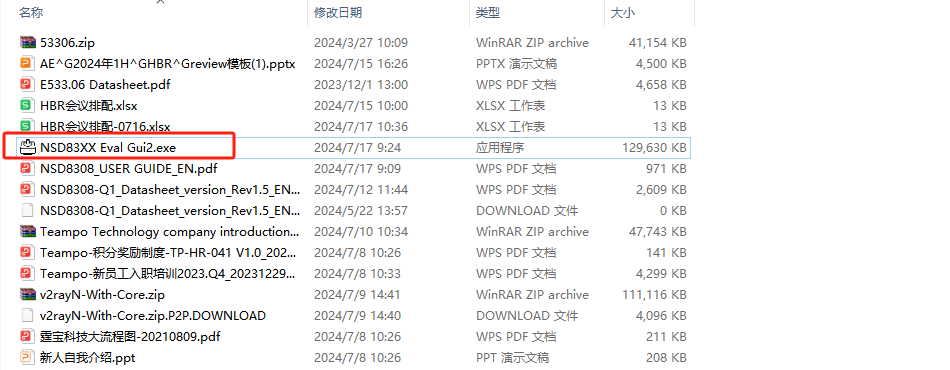 名称 修改日期 类型 大小
53306.zip 2024/3/27 10:09 WinRAR ZIP archive 41,154 KB
AE^G2024年1H^GHBR^Greview模板(1).pptx 2024/7/15 16:26 PPTX 演示文稿 4,500 KB
E533.06 Datasheet.pdf 2023/12/1 13:00 WPS PDF 文档 4,658 KB
HBR会议排配.xlsx 2024/7/15 10:00 XLSX 工作表 13 KB
HBR会议排配-0716.xlsx 2024/7/17 10:36 XLSX 工作表 13 KB
NSD83XX Eval Gui2.exe 2024/7/17 9:24 应用程序 129,630 KB
NSD8308_USER GUIDE_EN.pdf 2024/7/17 9:09 WPS PDF 文档 971 KB
NSD8308-Q1_Datasheet_version_Rev1.5_EN... 2024/7/12 11:44 WPS PDF 文档 2,609 KB
NSD8308-Q1_Datasheet_version_Rev1.5_EN... 2024/5/22 13:57 DOWNLOAD 文件 0 KB
Teampo Technology company introduction... 2024/7/10 10:34 WinRAR ZIP archive 47,743 KB
Teampo-积分奖励制度-TP-HR-041 V1.0_202... 2024/7/8 10:26 WPS PDF 文档 141 KB
Teampo-新员工入职培训2023.Q4_20231229... 2024/7/8 10:33 WPS PDF 文档 4,299 KB
v2rayN-With-Core.zip 2024/7/9 14:41 WinRAR ZIP archive 111,116 KB
v2rayN-With-Core.zip.P2P.DOWNLOAD 2024/7/9 14:40 DOWNLOAD 文件 4,096 KB
霆宝科技大流程图-20210809.pdf 2024/7/8 10:26 WPS PDF 文档 211 KB
新人自我介绍.ppt 2024/7/8 10:26 PPT 演示文稿 208 KB